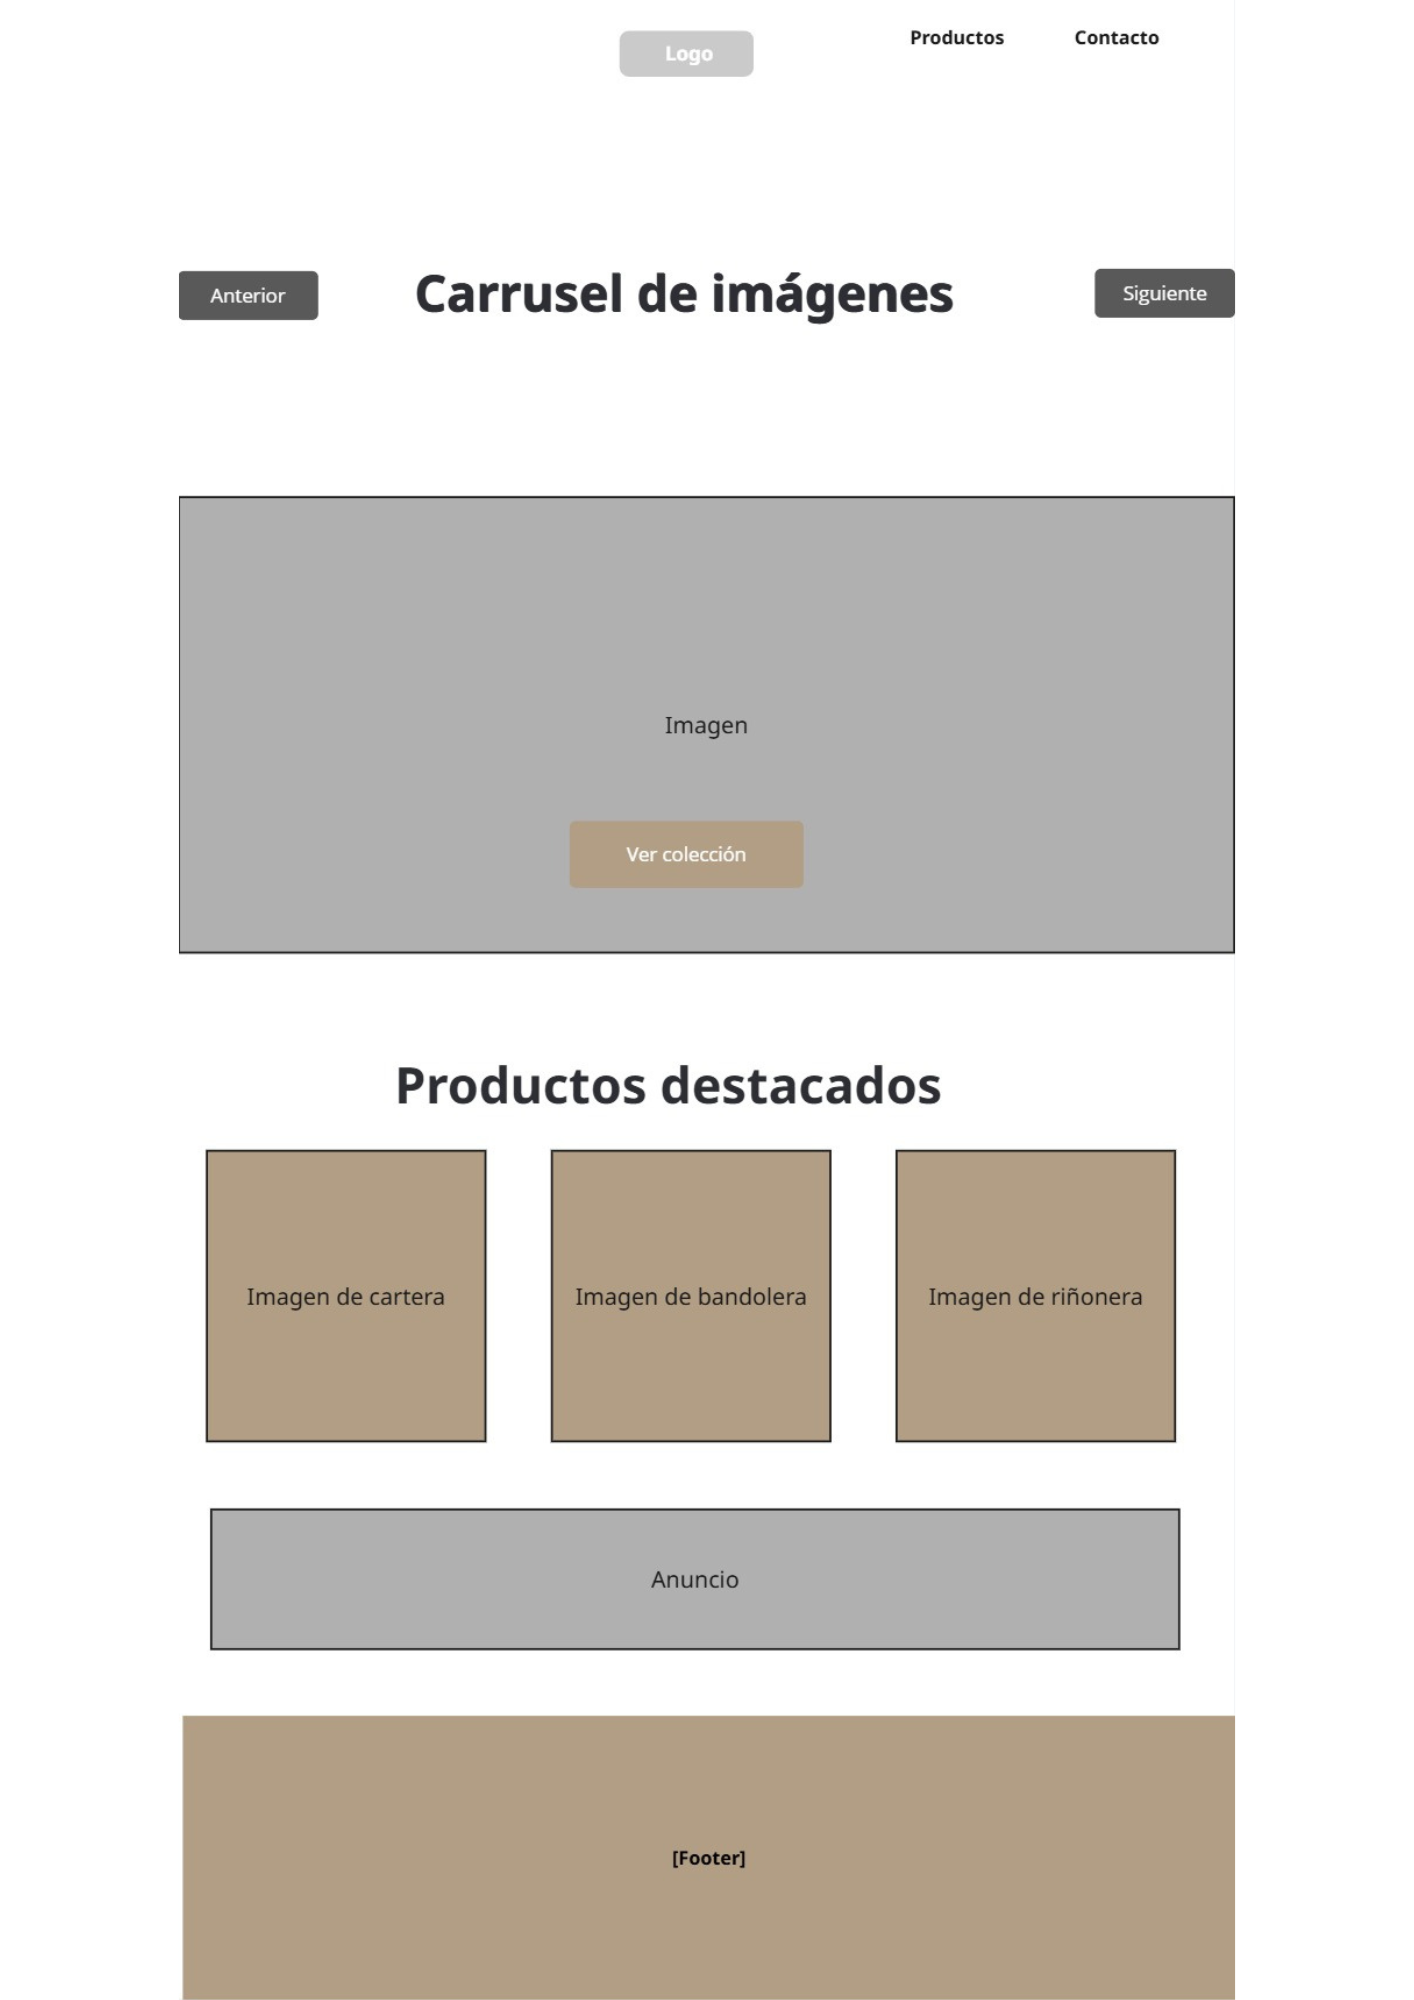 Logo
Productos
Contacto
Anterior
Carrusel de imágenes
Siguiente
Imagen
Ver colección
Productos destacados
Imagen de cartera
Imagen de bandolera
Imagen de riñonera
Anuncio
[Footer]